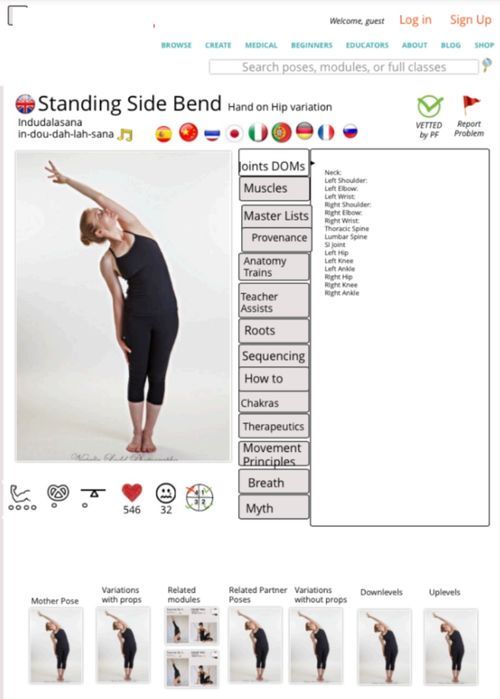 Welcome, guest Log in Sign Up
BROWSE CREATE MEDICAL BEGINNERS EDUCATORS ABOUT BLOG SHOP
Search poses, modules, or full classes
Standing Side Bend Hand on Hip variation
Indudalasana
in-dou-dah-lah-sana
VETTED
by PF
Report
Problem
Joints DOMs
Muscles
Master Lists
Provenance
Anatomy
Trains
Teacher
Assists
Roots
Sequencing
How to
Chakras
Therapeutics
Movement
Principles
Breath
Myth
Neck:
Left Shoulder:
Left Elbow:
Left Wrist:
Right Shoulder:
Right Elbow:
Right Wrist:
Thoracic Spine
Lumbar Spine
SI Joint
Left Hip
Left Knee
Left Ankle
Right Hip
Right Knee
Right Ankle
546
32
Mother Pose
Variations
with props
Related
modules
Related Partner
Poses
Variations
without props
Downlevels
Uplevels